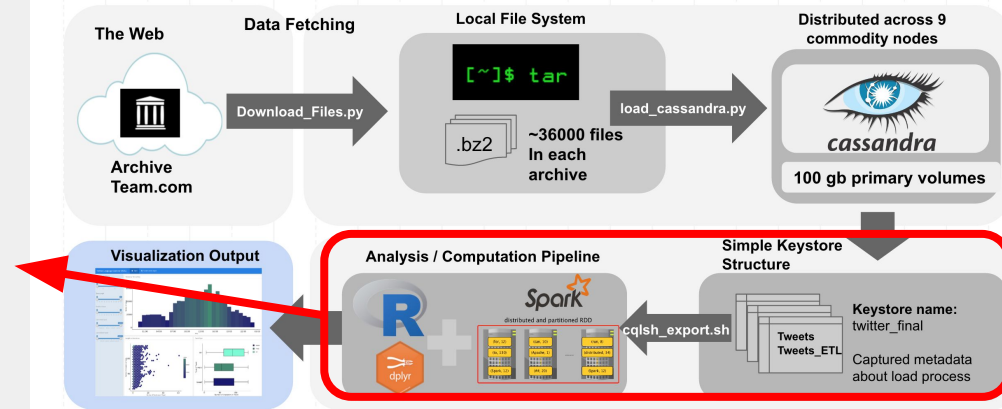 The Web
Data Fetching
Local File System
Distributed across 9
commodity nodes
[~]$ tar
Download_Files.py
.bz2
~36000 files
In each
archive
load_cassandra.py
cassandra
100 gb primary volumes
Archive
Team.com
Visualization Output
Analysis / Computation Pipeline
Simple Keystore
Structure
R
dplyr
Spark
distributed and partitioned RDD
cqlsh_export.sh
Tweets
Tweets_ETL
Keystore name:
twitter_final
Captured metadata
about load process